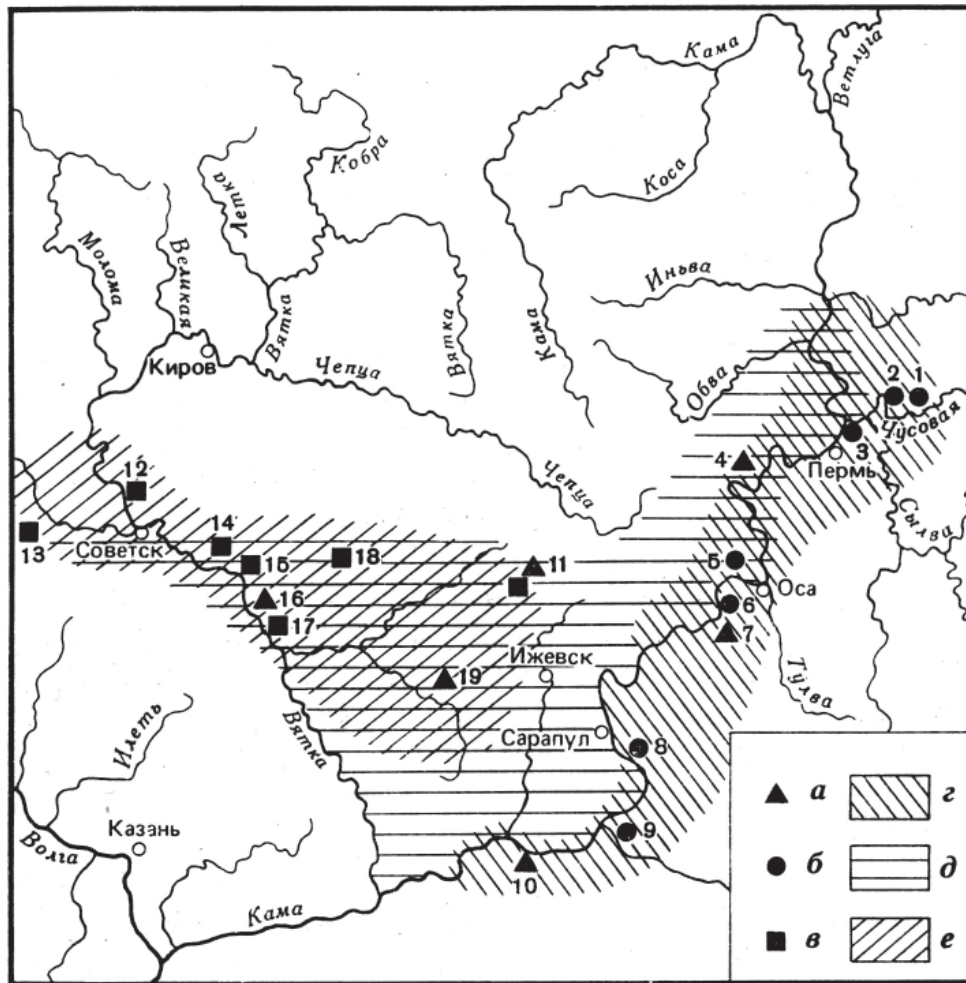 Кама
Ветлуга
Кобра
Летка
Коса
Молома
Великая
Вятка
Вятка
Кама
Иньва
Киров
Чепца
Обва
2
1
Чусовая
3
Пермь
4
12
Чепца
Сылва
13
Советск
14
15
18
11
5
Оса
16
6
17
7
Ижевск
19
Тулва
Илеть
Вятка
Сарапул
8
Казань
Волга
9
10
Кама
а
г
б
д
в
е